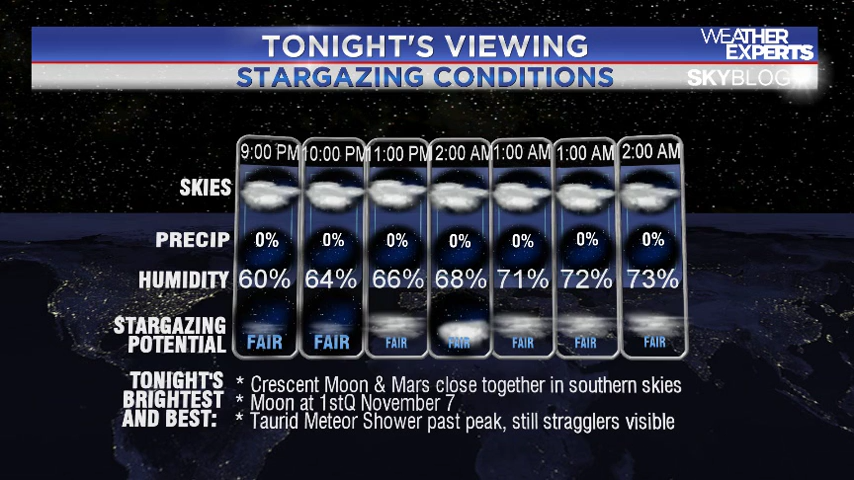 TONIGHT'S VIEWING
STARGAZING CONDITIONS
WEATHER
EXPERTS
SKYBLOG
9:00 PM 10:00 PM 11:00 PM 12:00 AM 1:00 AM 1:00 AM 2:00 AM
SKIES
PRECIP 0% 0% 0% 0% 0% 0% 0%
HUMIDITY 60% 64% 66% 68% 71% 72% 73%
STARGAZING
POTENTIAL FAIR FAIR FAIR FAIR FAIR FAIR FAIR
TONIGHT'S
BRIGHTEST
AND BEST:
* Crescent Moon & Mars close together in southern skies
* Moon at 1stQ November 7
* Taurid Meteor Shower past peak, still stragglers visible